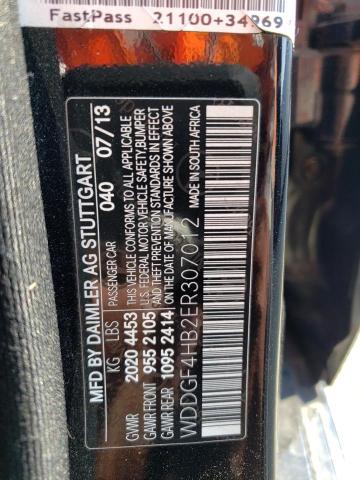 FastPass 21100+34969
MFD BY DAIMLER AG STUTTGART
PASSENGER CAR 040 07/13
KG LBS
GVWR 2020 4453
GAWR FRONT 955 2105
GAWR REAR 1095 2414
THIS VEHICLE CONFORMS TO ALL APPLICABLE
U.S. FEDERAL MOTOR VEHICLE SAFETY, BUMPER
AND THEFT PREVENTION STANDARDS IN EFFECT
ON THE DATE OF MANUFACTURE SHOWN ABOVE
WDDGF4HB2ER307012
MADE IN SOUTH AFRICA